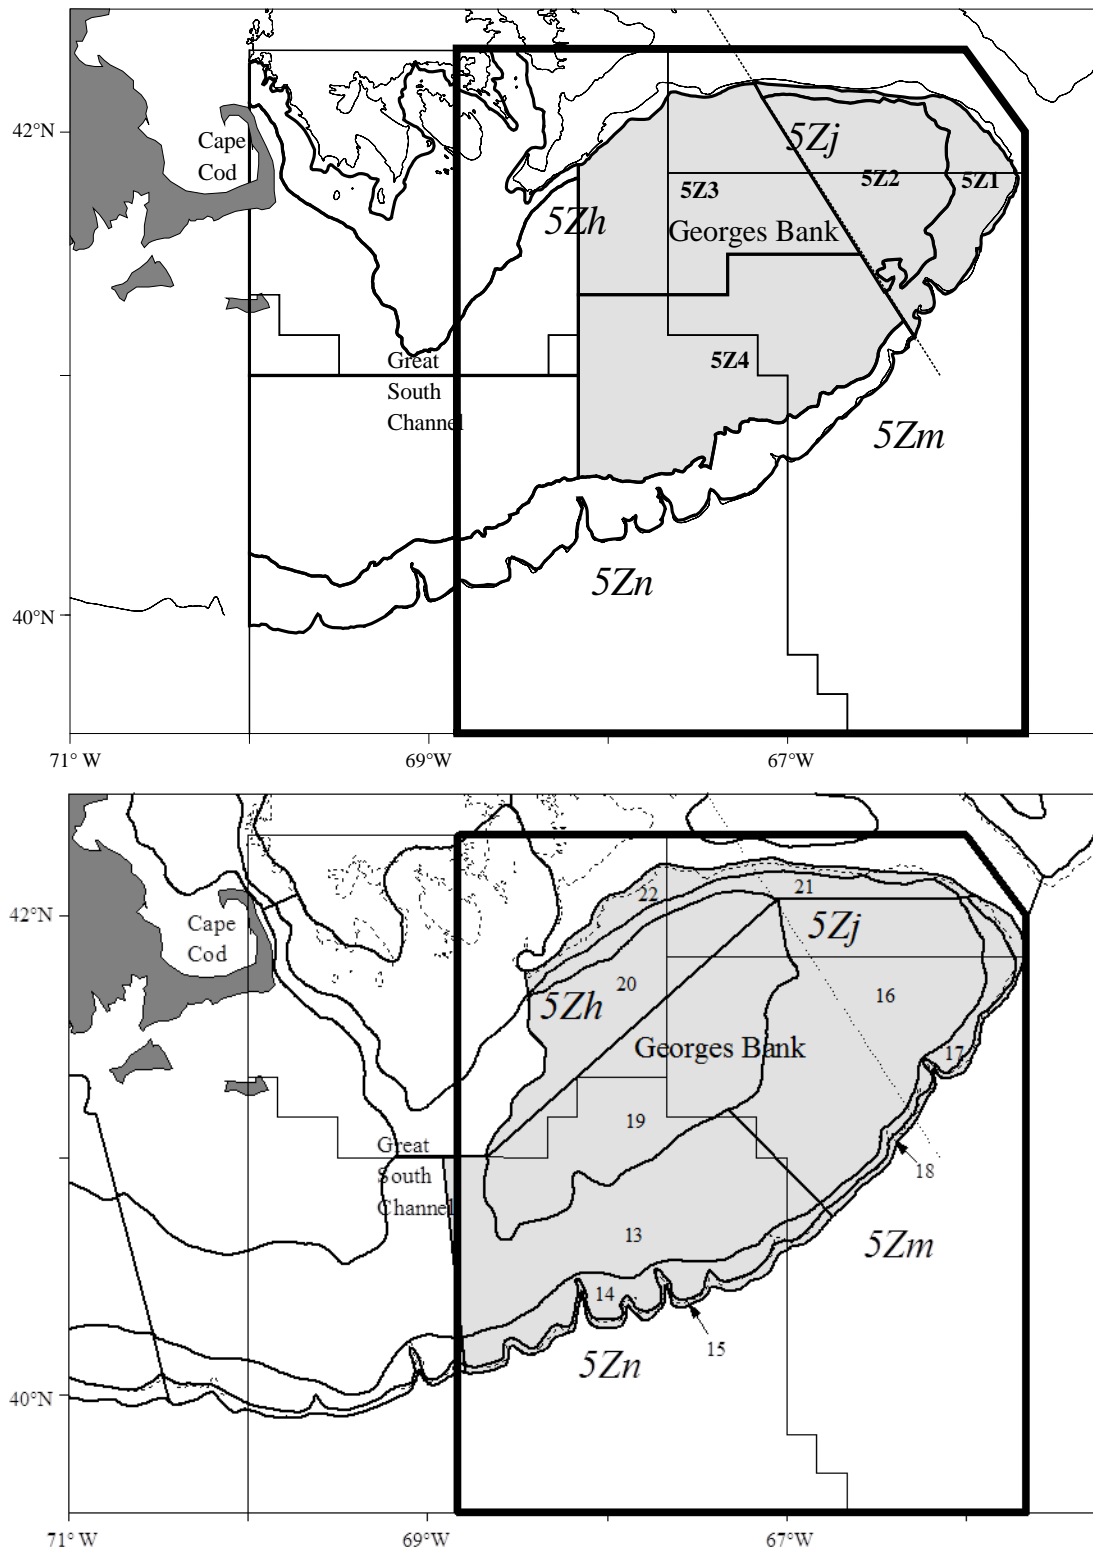 42°N
Cape
Cod
5Zj
5Z3
5Z2
5Z1
5Zh
Georges Bank
Great
South
Channel
5Z4
5Zm
5Zn
40°N
71° W
69°W
67°W
22
21
42°N
Cape
Cod
5Zj
20
5Zh
16
Georges Bank
17
19
Great
South
Channel
18
13
5Zm
14
15
5Zn
40°N
71° W
69°W
67°W